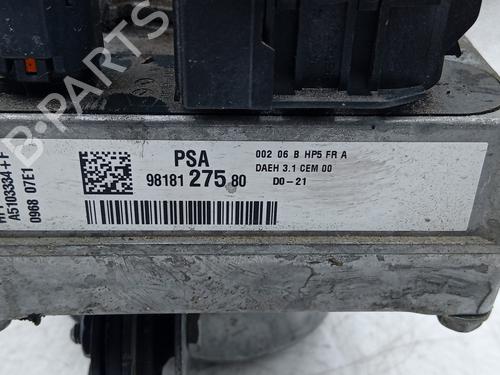 B-PARTS
PSA
98181 275 80
002 06 B HP5 FR A
DAEH 3.1 CEM 00
D0-21
A5103334+F
0968 07E1